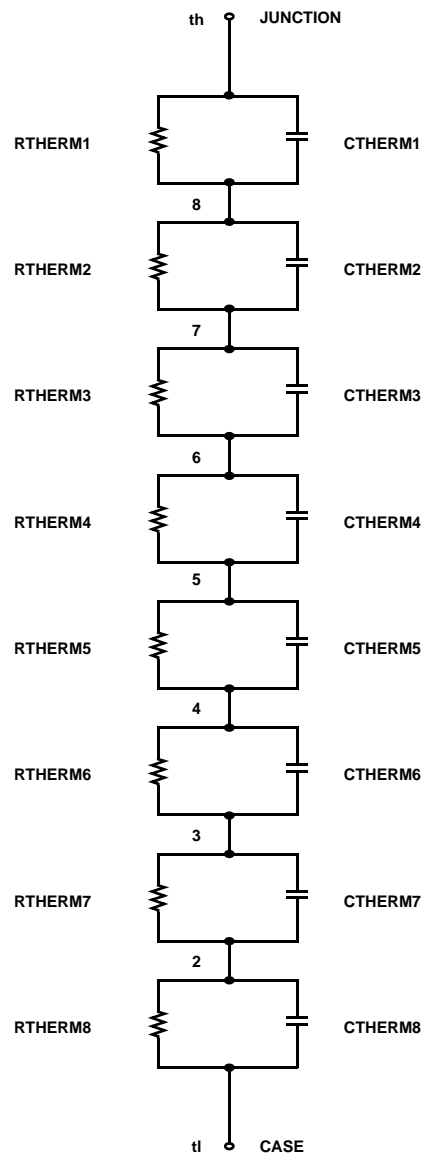 th JUNCTION
RTHERM1 CTHERM1
8
RTHERM2 CTHERM2
7
RTHERM3 CTHERM3
6
RTHERM4 CTHERM4
5
RTHERM5 CTHERM5
4
RTHERM6 CTHERM6
3
RTHERM7 CTHERM7
2
RTHERM8 CTHERM8
tl CASE